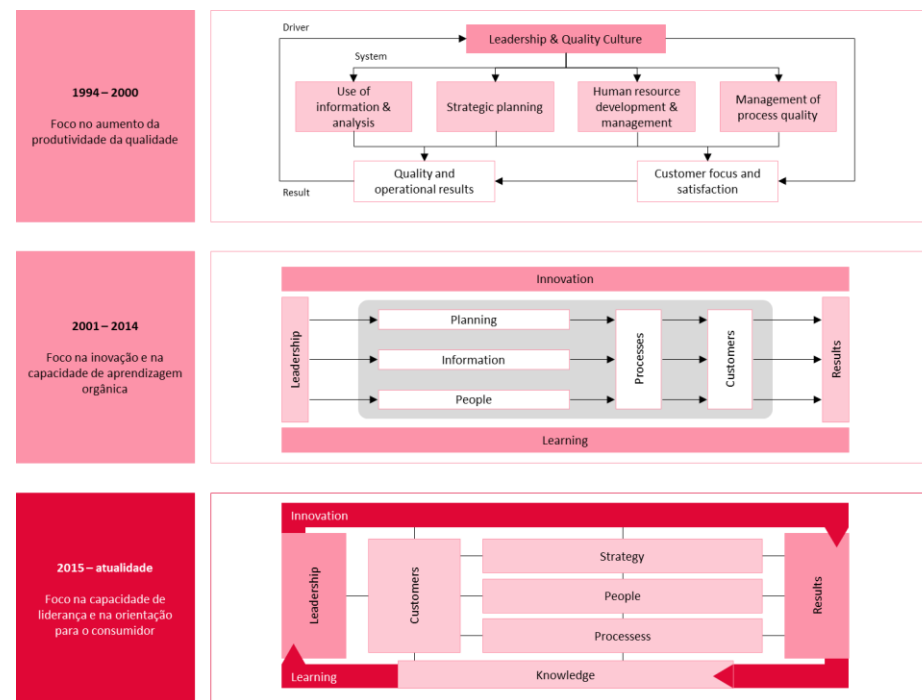 1994 – 2000
Foco no aumento da
produtividade da qualidade
Driver
Leadership & Quality Culture
System
Use of
information &
analysis
Strategic planning
Human resource
development &
management
Management of
process quality
Quality and
operational results
Customer focus and
satisfaction
Result
2001 – 2014
Foco na inovação e na
capacidade de aprendizagem
orgânica
Innovation
Leadership
Planning
Information
People
Processes
Customers
Results
Learning
2015 – atualidade
Foco na capacidade de
liderança e na orientação
para o consumidor
Innovation
Leadership
Customers
Strategy
People
Processess
Results
Learning
Knowledge